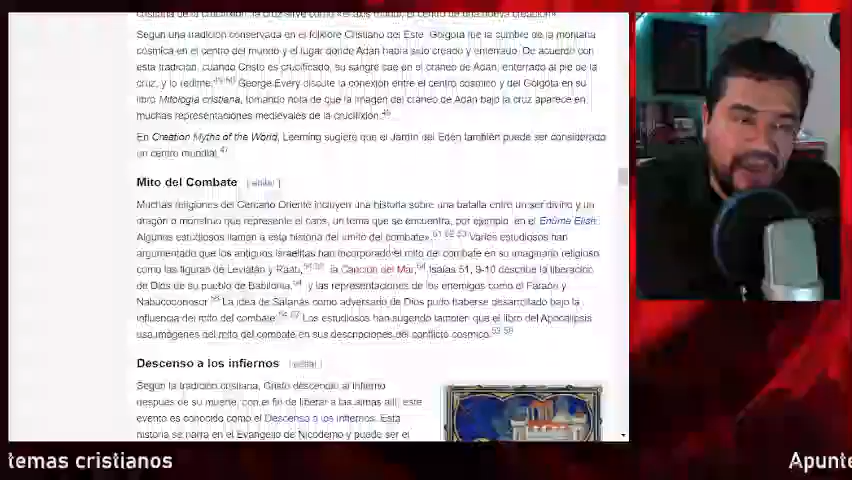 Según una tradición conservada en el folklore Cristiano del Este, Gólgota fue la cumbre de la montaña
cósmica en el centro del mundo y el lugar donde Adán había sido creado y enterrado. De acuerdo con
esta tradición, cuando Cristo es crucificado, su sangre cae en el cráneo de Adán, enterrado al pie de la
cruz, y lo redime. George Every discute la conexión entre el centro cósmico y del Gólgota en su
libro Mitología cristiana, tomando nota de que la imagen del cráneo de Adán bajo la cruz aparece en
muchas representaciones medievales de la crucifixión.
En Creation Myths of the World, Leeming sugiere que el Jardín del Edén también puede ser considerado
un centro mundial.47
Mito del Combate [editar]
Muchas religiones del Cercano Oriente incluyen una historia sobre una batalla entre un ser divino y un
dragón o monstruo que represente el caos, un tema que se encuentra, por ejemplo, en el Enûma Elish.
Algunos estudiosos llaman a esta historia del «mito del combate». Varios estudiosos han
argumentado que los antiguos israelitas han incorporado el mito del combate en su imaginario religioso
como las figuras de Leviatán y Raab, la Canción del Mar, Isaías 51, 9-10 describe la liberación
de Dios de su pueblo de Babilonia, y las representaciones de los enemigos como el Faraón y
Nabucodonosor. La idea de Satanás como adversario de Dios pudo haberse desarrollado bajo la
influencia del mito del combate. Los estudiosos han sugerido también que el libro del Apocalipsis
usa imágenes del mito del combate en sus descripciones del conflicto cósmico.
Descenso a los infiernos [editar]
Según la tradición cristiana, Cristo descendió al infierno
después de su muerte, con el fin de liberar a las almas allí; este
evento es conocido como el Descenso a los infiernos. Esta
historia se narra en el Evangelio de Nicodemo y puede ser el
temas cristianos
Apunte